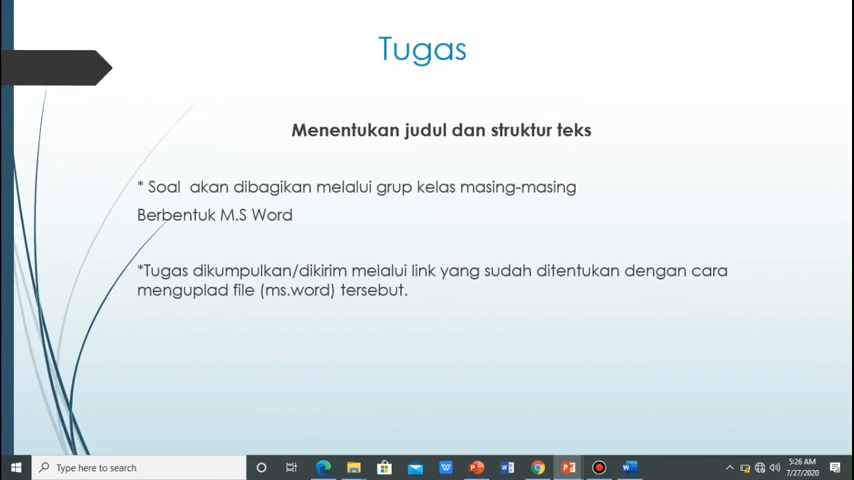 Tugas
Menentukan judul dan struktur teks
* Soal  akan dibagikan melalui grup kelas masing-masing
Berbentuk M.S Word
*Tugas dikumpulkan/dikirim melalui link yang sudah ditentukan dengan cara
menguplad file (ms.word) tersebut.
Type here to search
5:26 AM
7/27/2020